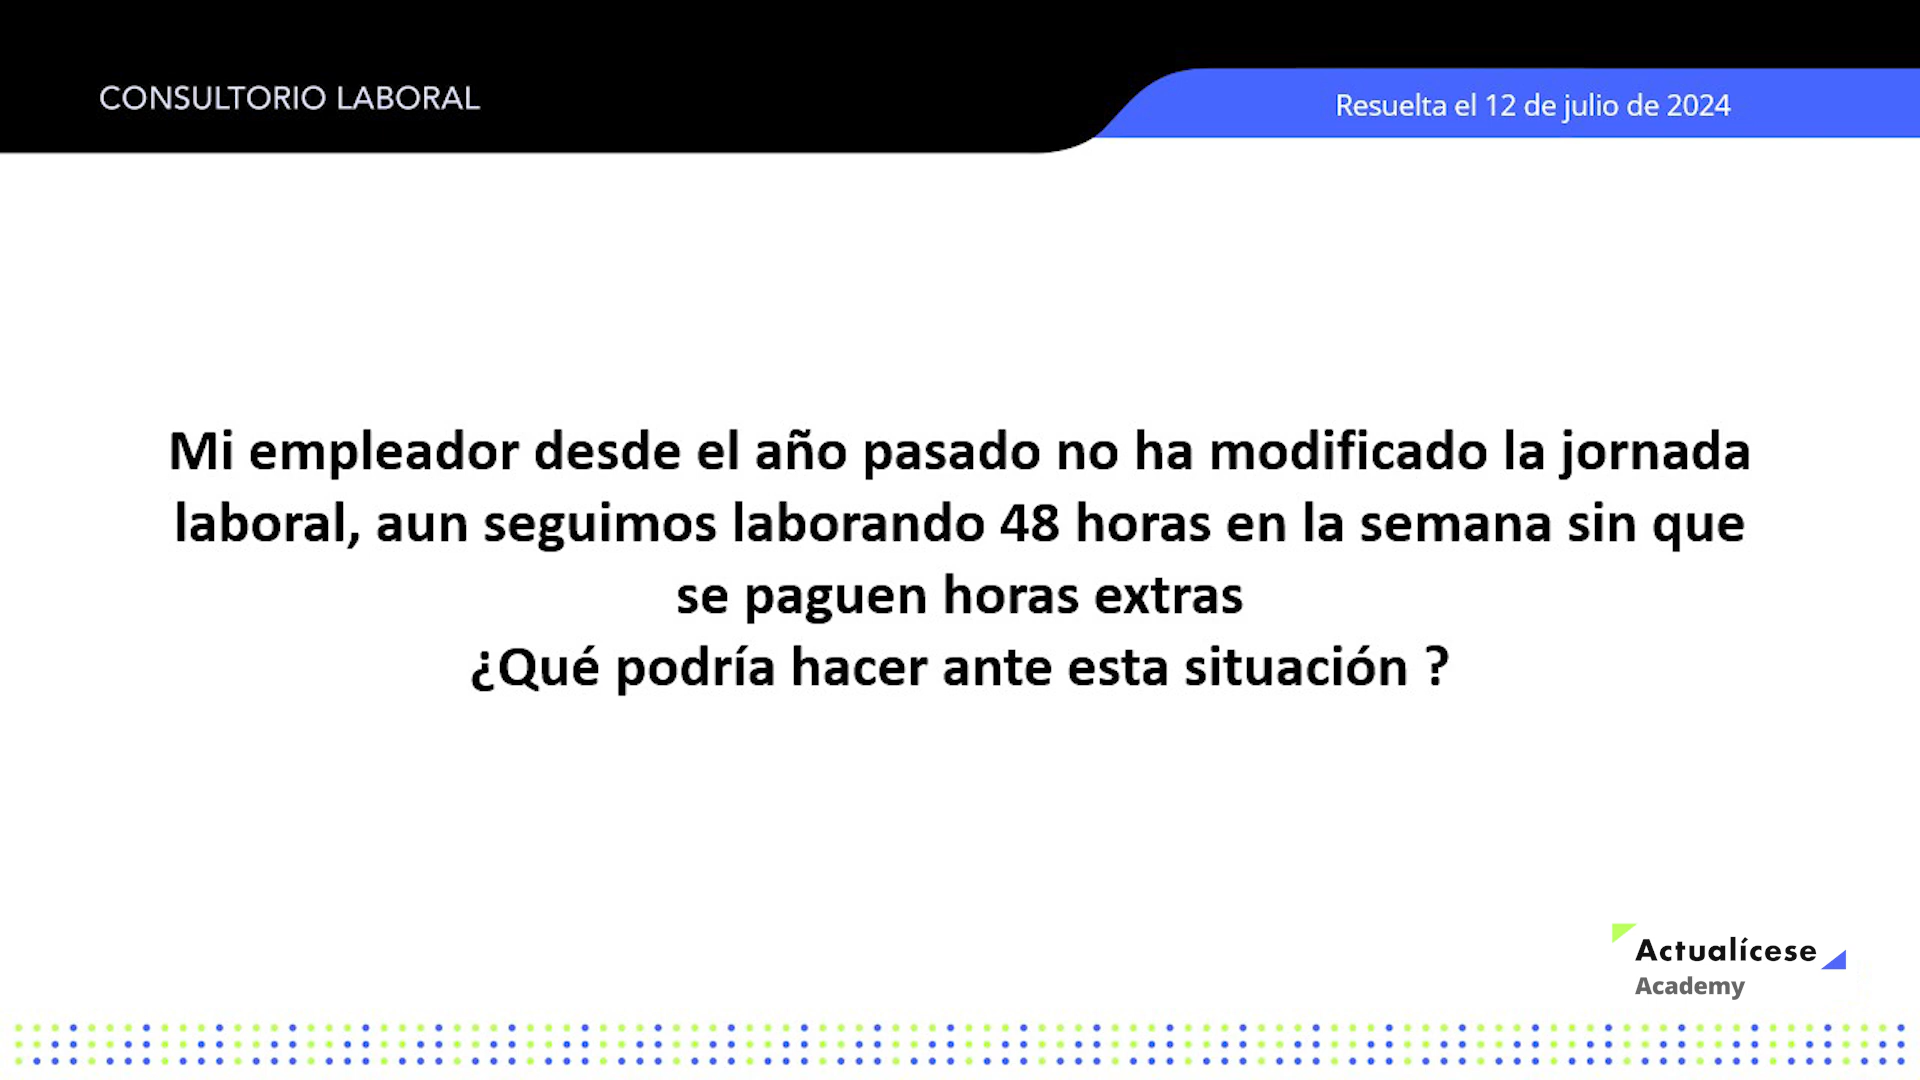 CONSULTORIO LABORAL
Resuelta el 12 de julio de 2024
Mi empleador desde el año pasado no ha modificado la jornada
laboral, aun seguimos laborando 48 horas en la semana sin que
se paguen horas extras
¿Qué podría hacer ante esta situación ?
Actualícese
Academy